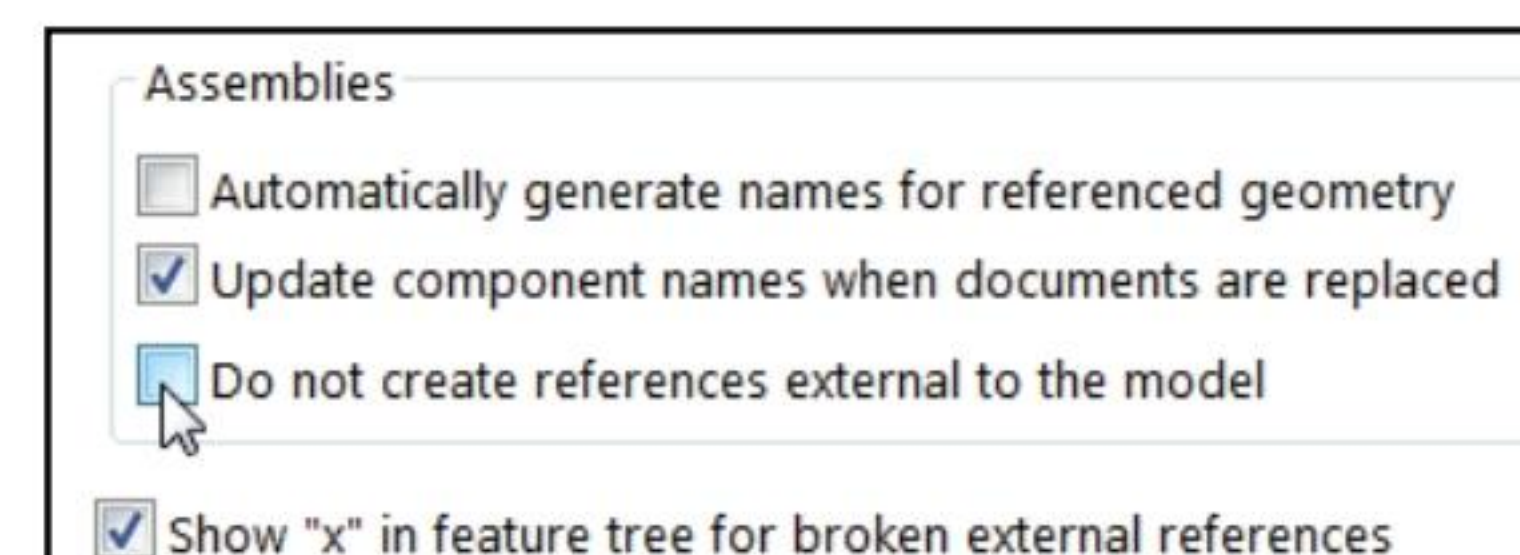 Assemblies
Automatically generate names for referenced geometry
Update component names when documents are replaced
Do not create references external to the model
Show "x" in feature tree for broken external references